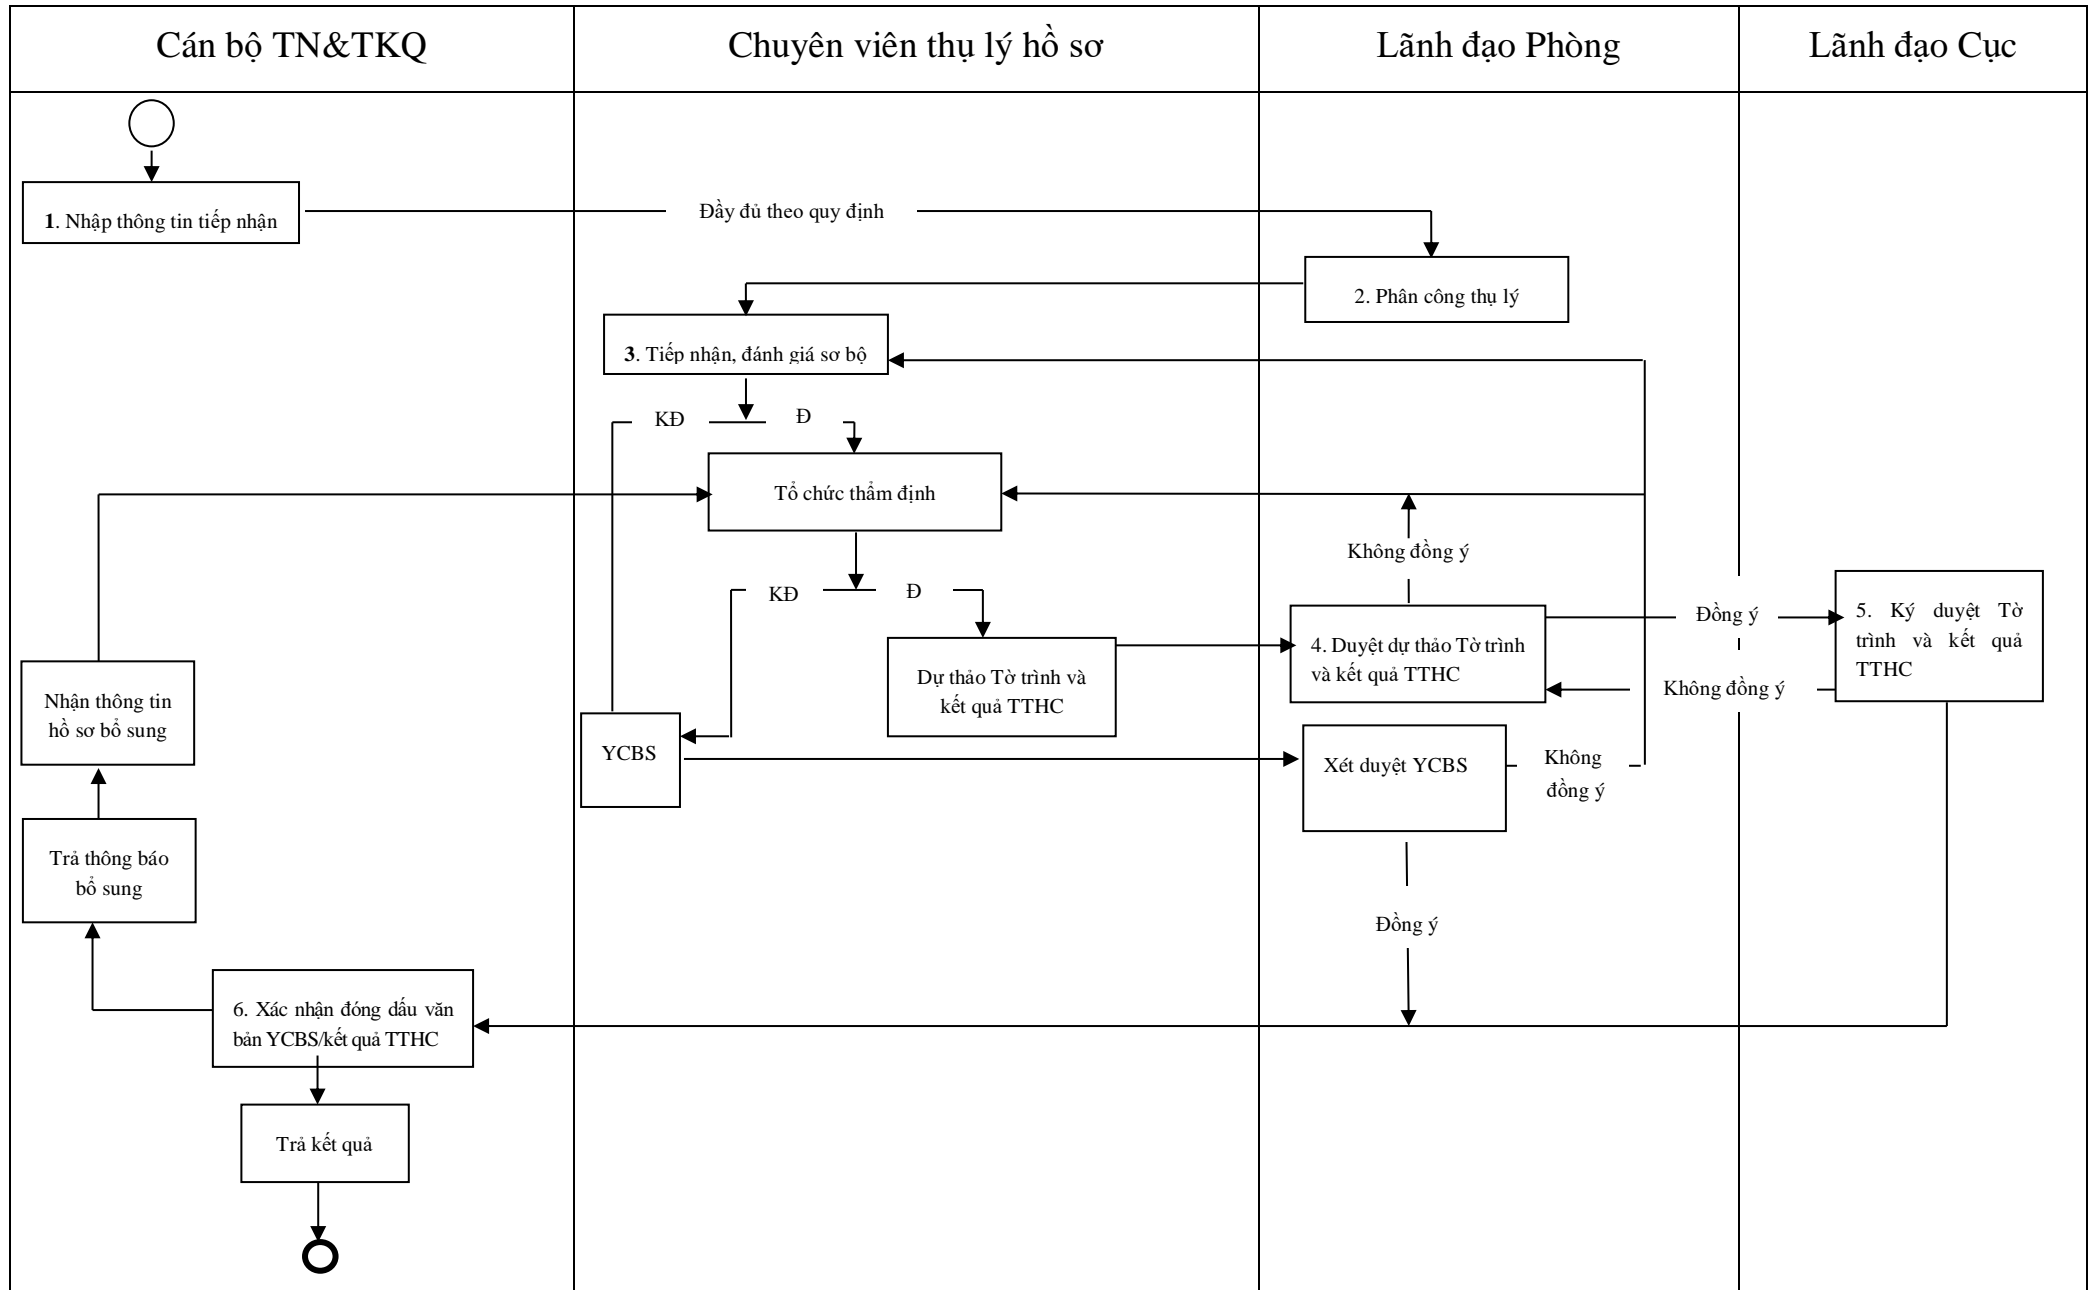 Cán bộ TN&TKQ
Chuyên viên thụ lý hồ sơ
Lãnh đạo Phòng
Lãnh đạo Cục
1. Nhập thông tin tiếp nhận
Đầy đủ theo quy định
2. Phân công thụ lý
3. Tiếp nhận, đánh giá sơ bộ
KĐ
Đ
Tổ chức thẩm định
Không đồng ý
KĐ
Đ
Đồng ý
5. Ký duyệt Tờ
trình và kết quả
TTHC
4. Duyệt dự thảo Tờ trình
và kết quả TTHC
Dự thảo Tờ trình và
kết quả TTHC
Không đồng ý
Nhận thông tin
hồ sơ bổ sung
YCBS
Xét duyệt YCBS
Không
đồng ý
Trả thông báo
bổ sung
Đồng ý
6. Xác nhận đóng dấu văn
bản YCBS/kết quả TTHC
Trả kết quả